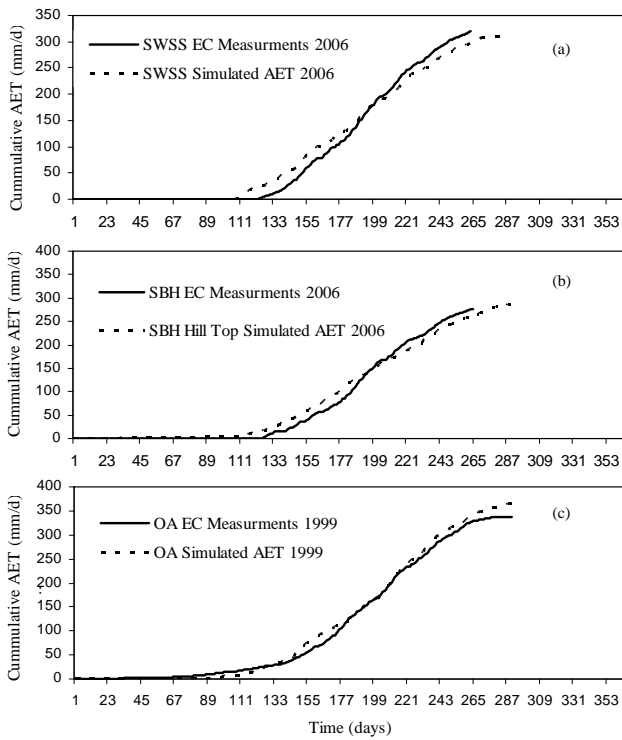 Cummulative AET (mm/d)
350
300
250
200
150
100
50
0
SWSS EC Measurments 2006
SWSS Simulated AET 2006
(a)
1 23 45 67 89 111 133 155 177 199 221 243 265 287 309 331 353
Cummulative AET (mm/d)
400
350
300
250
200
150
100
50
0
SBH EC Measurments 2006
SBH Hill Top Simulated AET 2006
(b)
1 23 45 67 89 111 133 155 177 199 221 243 265 287 309 331 353
Cummulative AET (mm/d)
400
350
300
250
200
150
100
50
0
OA EC Measurments 1999
OA Simulated AET 1999
(c)
1 23 45 67 89 111 133 155 177 199 221 243 265 287 309 331 353
Time (days)